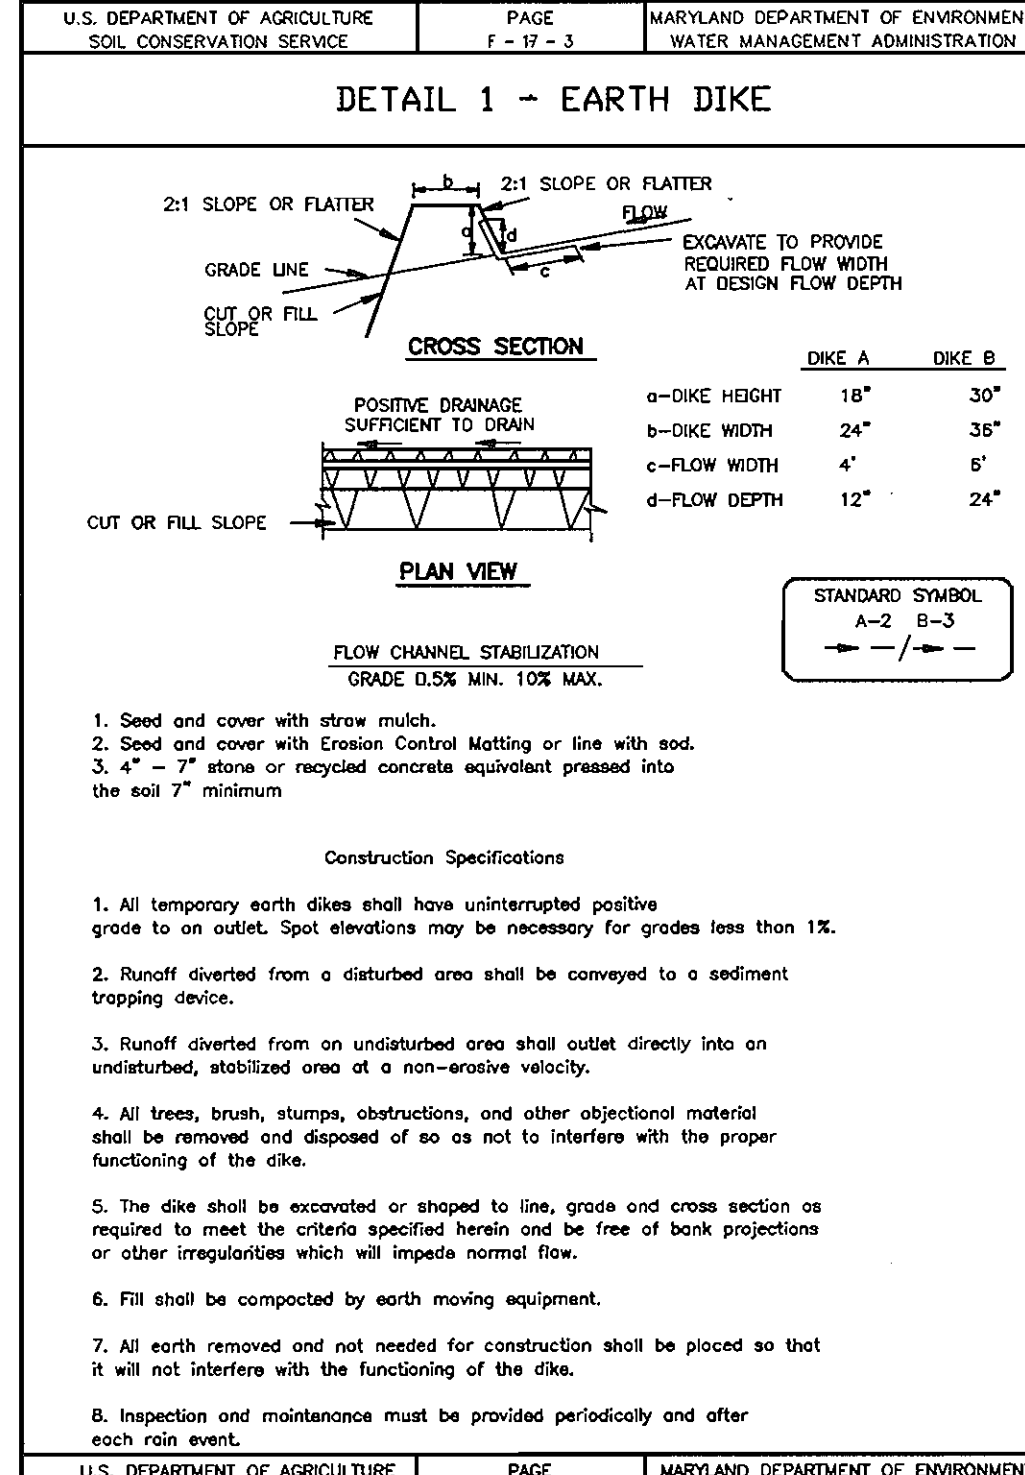 U.S. DEPARTMENT OF AGRICULTURE
SOIL CONSERVATION SERVICE
PAGE
F - 17 - 3
MARYLAND DEPARTMENT OF ENVIRONMEN
WATER MANAGEMENT ADMINISTRATION
DETAIL 1 - EARTH DIKE
b
2:1 SLOPE OR FLATTER
2:1 SLOPE OR FLATTER
FLOW
a
d
EXCAVATE TO PROVIDE
REQUIRED FLOW WIDTH
AT DESIGN FLOW DEPTH
GRADE LINE
c
CUT OR FILL
SLOPE
CROSS SECTION
DIKE A DIKE B
a-DIKE HEIGHT 18" 30"
b-DIKE WIDTH 24" 36"
c-FLOW WIDTH 4' 6'
d-FLOW DEPTH 12" 24"
POSITIVE DRAINAGE
SUFFICIENT TO DRAIN
CUT OR FILL SLOPE
PLAN VIEW
STANDARD SYMBOL
A-2 B-3
FLOW CHANNEL STABILIZATION
GRADE 0.5% MIN. 10% MAX.
1. Seed and cover with straw mulch.
2. Seed and cover with Erosion Control Matting or line with sod.
3. 4" - 7" stone or recycled concrete equivalent pressed into
the soil 7" minimum
Construction Specifications
1. All temporary earth dikes shall have uninterrupted positive
grade to an outlet. Spot elevations may be necessary for grades less than 1%.
2. Runoff diverted from a disturbed area shall be conveyed to a sediment
trapping device.
3. Runoff diverted from an undisturbed area shall outlet directly into an
undisturbed, stabilized area at a non-erosive velocity.
4. All trees, brush, stumps, obstructions, and other objectional material
shall be removed and disposed of so as not to interfere with the proper
functioning of the dike.
5. The dike shall be excavated or shaped to line, grade and cross section as
required to meet the criteria specified herein and be free of bank projections
or other irregularities which will impede normal flow.
6. Fill shall be compacted by earth moving equipment.
7. All earth removed and not needed for construction shall be placed so that
it will not interfere with the functioning of the dike.
8. Inspection and maintenance must be provided periodically and after
each rain event.
U.S. DEPARTMENT OF AGRICULTURE
PAGE
MARYLAND DEPARTMENT OF ENVIRONMEN